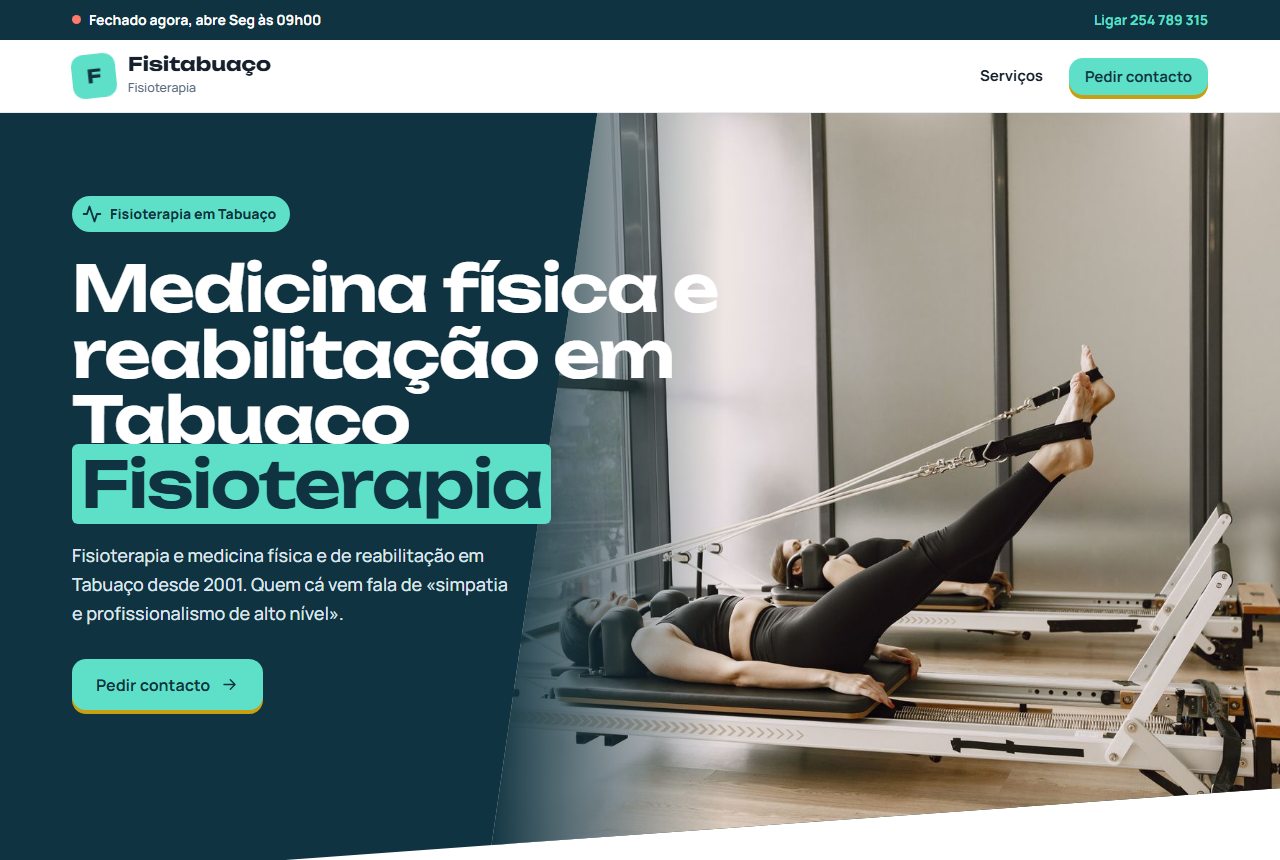 Fechado agora, abre Seg às 09h00
Ligar 254 789 315
F
Fisitabuaço
Fisioterapia
Serviços
Pedir contacto
Fisioterapia em Tabuaço
Medicina física e
reabilitação em
Tabuaço
Fisioterapia
Fisioterapia e medicina física e de reabilitação em
Tabuaço desde 2001. Quem cá vem fala de «simpatia
e profissionalismo de alto nível».
Pedir contacto →